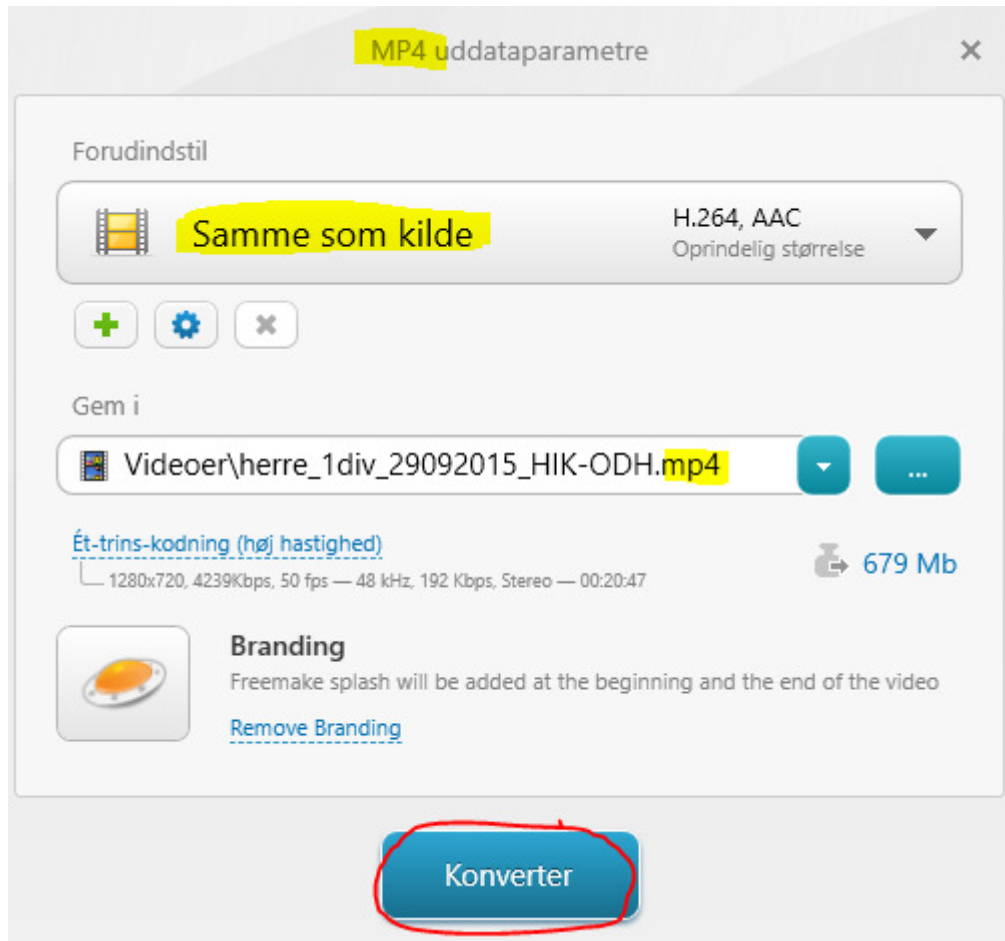 MP4 uddataparametre
Forudindstil
Samme som kilde
H.264, AAC
Oprindelig størrelse
Gem i
Videoer\herre_1div_29092015_HIK-ODH.mp4
...
Ét-trins-kodning (høj hastighed)
1280x720, 4239Kbps, 50 fps — 48 kHz, 192 Kbps, Stereo — 00:20:47
679 Mb
Branding
Freemake splash will be added at the beginning and the end of the video
Remove Branding
Konverter